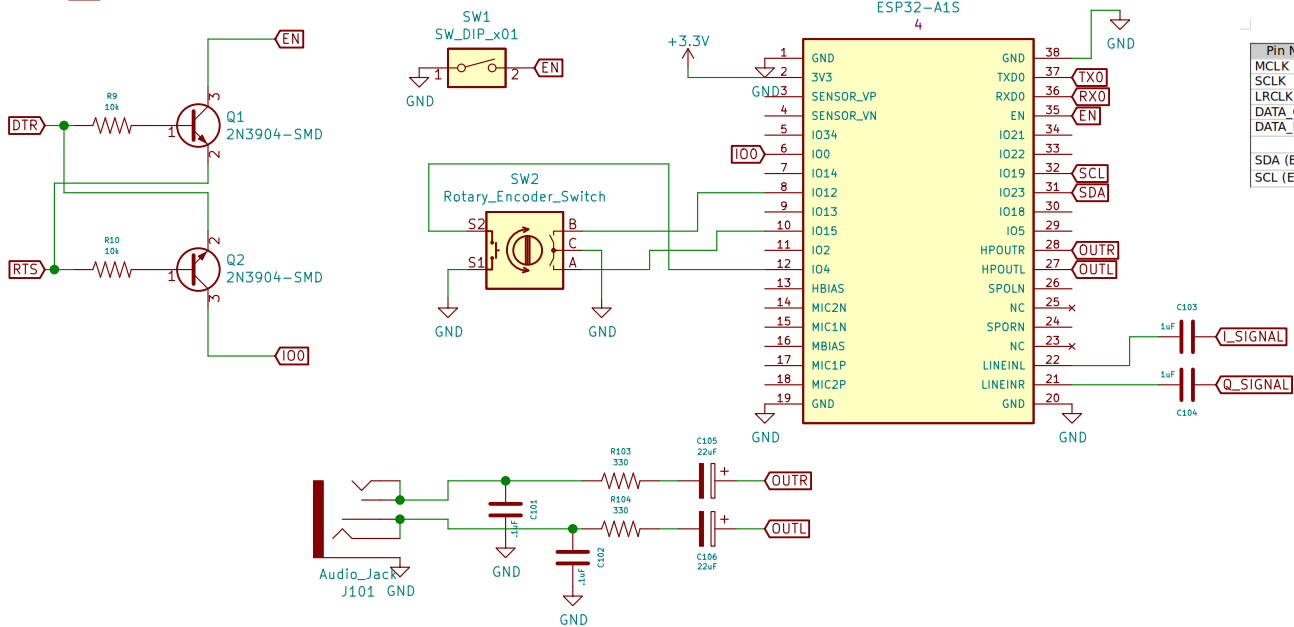 EN
R9
10k
DTR
1
3
2
Q1
2N3904-SMD
R10
10k
RTS
1
2
3
Q2
2N3904-SMD
IO0
SW1
SW_DIP_x01
1
2
EN
GND
SW2
Rotary_Encoder_Switch
S2
S1
B
C
A
GND
GND
ESP32-A1S
4
+3.3V
GND
IO0
1 GND
2 3V3
3 SENSOR_VP
4 SENSOR_VN
5 IO34
6 IO0
7 IO14
8 IO12
9 IO13
10 IO15
11 IO2
12 IO4
13 HBIAS
14 MIC2N
15 MIC1N
16 MBIAS
17 MIC1P
18 MIC2P
19 GND
GND
GND 38
TXD0 37 TX0
RXD0 36 RX0
EN 35 EN
IO21 34
IO22 33
IO19 32 SCL
IO23 31 SDA
IO18 30
IO5 29
HPOUTR 28 OUTR
HPOUTL 27 OUTL
SPOLN 26
NC 25
SPORN 24
NC 23
LINEINL 22
LINEINR 21
GND 20
GND
GND
C103
1uF
I_SIGNAL
1uF
Q_SIGNAL
C104
Pin
MCLK
SCLK
LRCLK
DATA_
DATA_
SDA (E
SCL (E
R103
330
C105
22uF
+
OUTR
R104
330
+
OUTL
C106
22uF
C101
.1uF
GND
C102
.1uF
GND
Audio_Jack
J101
GND